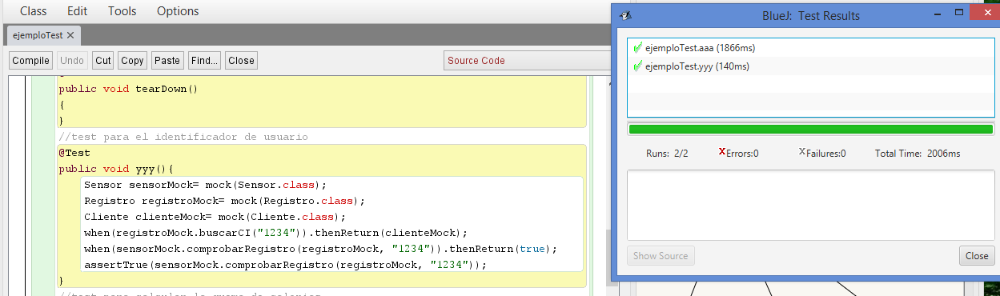 Class Edit Tools Options
ejemploTest
Compile Undo Cut Copy Paste Find... Close Source Code
public void tearDown()
{
}
//test para el identificador de usuario
@Test
public void yyy(){
Sensor sensorMock= mock(Sensor.class);
Registro registroMock= mock(Registro.class);
Cliente clienteMock= mock(Cliente.class);
when(registroMock.buscarCI("1234")).thenReturn(clienteMock);
when(sensorMock.comprobarRegistro(registroMock, "1234")).thenReturn(true);
assertTrue(sensorMock.comprobarRegistro(registroMock, "1234"));
}
BlueJ: Test Results
ejemploTest.aaa (1866ms)
ejemploTest.yyy (140ms)
Runs: 2/2 Errors:0 Failures:0 Total Time: 2006ms
Show Source Close